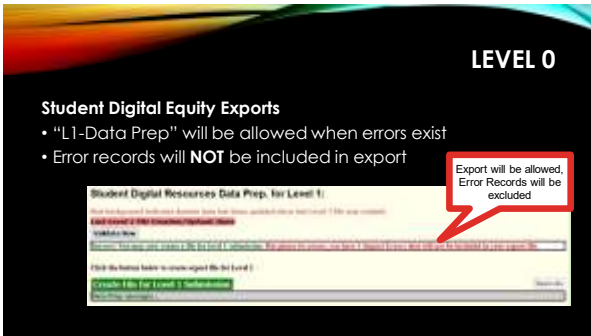 LEVEL 0
Student Digital Equity Exports
• “L1-Data Prep” will be allowed when errors exist
• Error records will NOT be included in export
Export will be allowed,
Error Records will be
excluded
Student Digital Resources Data Prep. for Level 1:
Validate Now
Click the button below to create export file for Level 1
Create File for Level 1 Submission